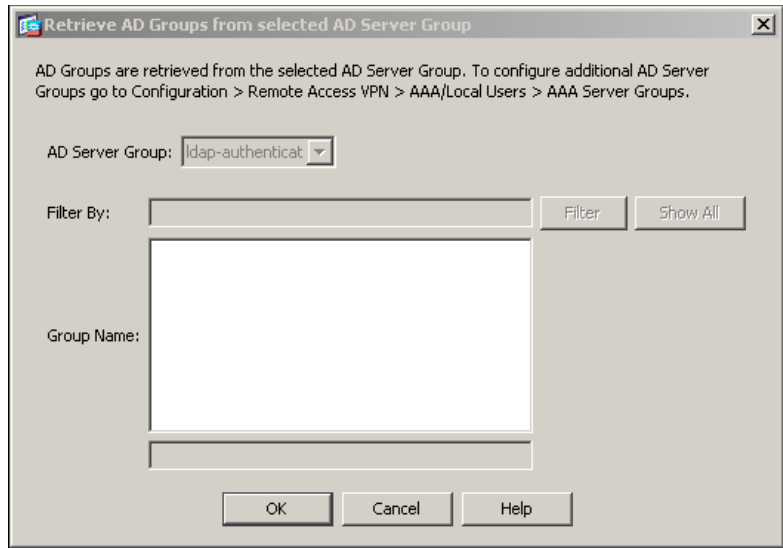 Retrieve AD Groups from selected AD Server Group
AD Groups are retrieved from the selected AD Server Group. To configure additional AD Server
Groups go to Configuration > Remote Access VPN > AAA/Local Users > AAA Server Groups.
AD Server Group: ldap-authenticat
Filter By: Filter Show All
Group Name:
OK Cancel Help